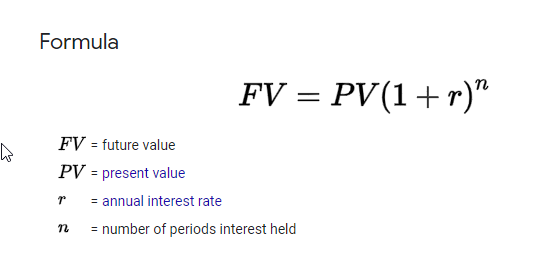 Formula
FV = PV(1 + r)ⁿ
FV = future value
PV = present value
r = annual interest rate
n = number of periods interest held